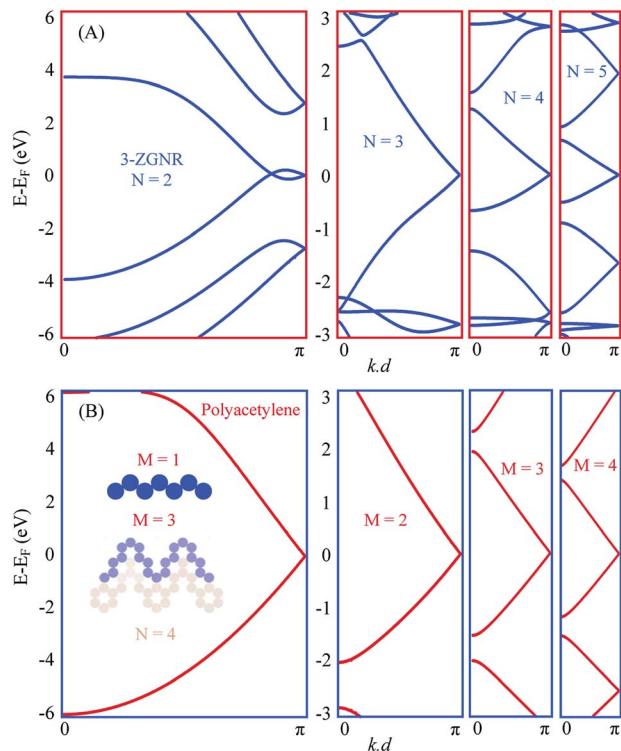 (A)
6
4
2
0
-2
-4
-6
E-E_F (eV)
3-ZGNR
N = 2
0
π
3
2
1
0
-1
-2
-3
N = 3
0
π
N = 4
0
π
N = 5
0
π
k.d
(B)
6
4
2
0
-2
-4
-6
E-E_F (eV)
Polyacetylene
M = 1
M = 3
N = 4
0
π
3
2
1
0
-1
-2
-3
M = 2
0
π
M = 3
0
π
M = 4
0
π
k.d